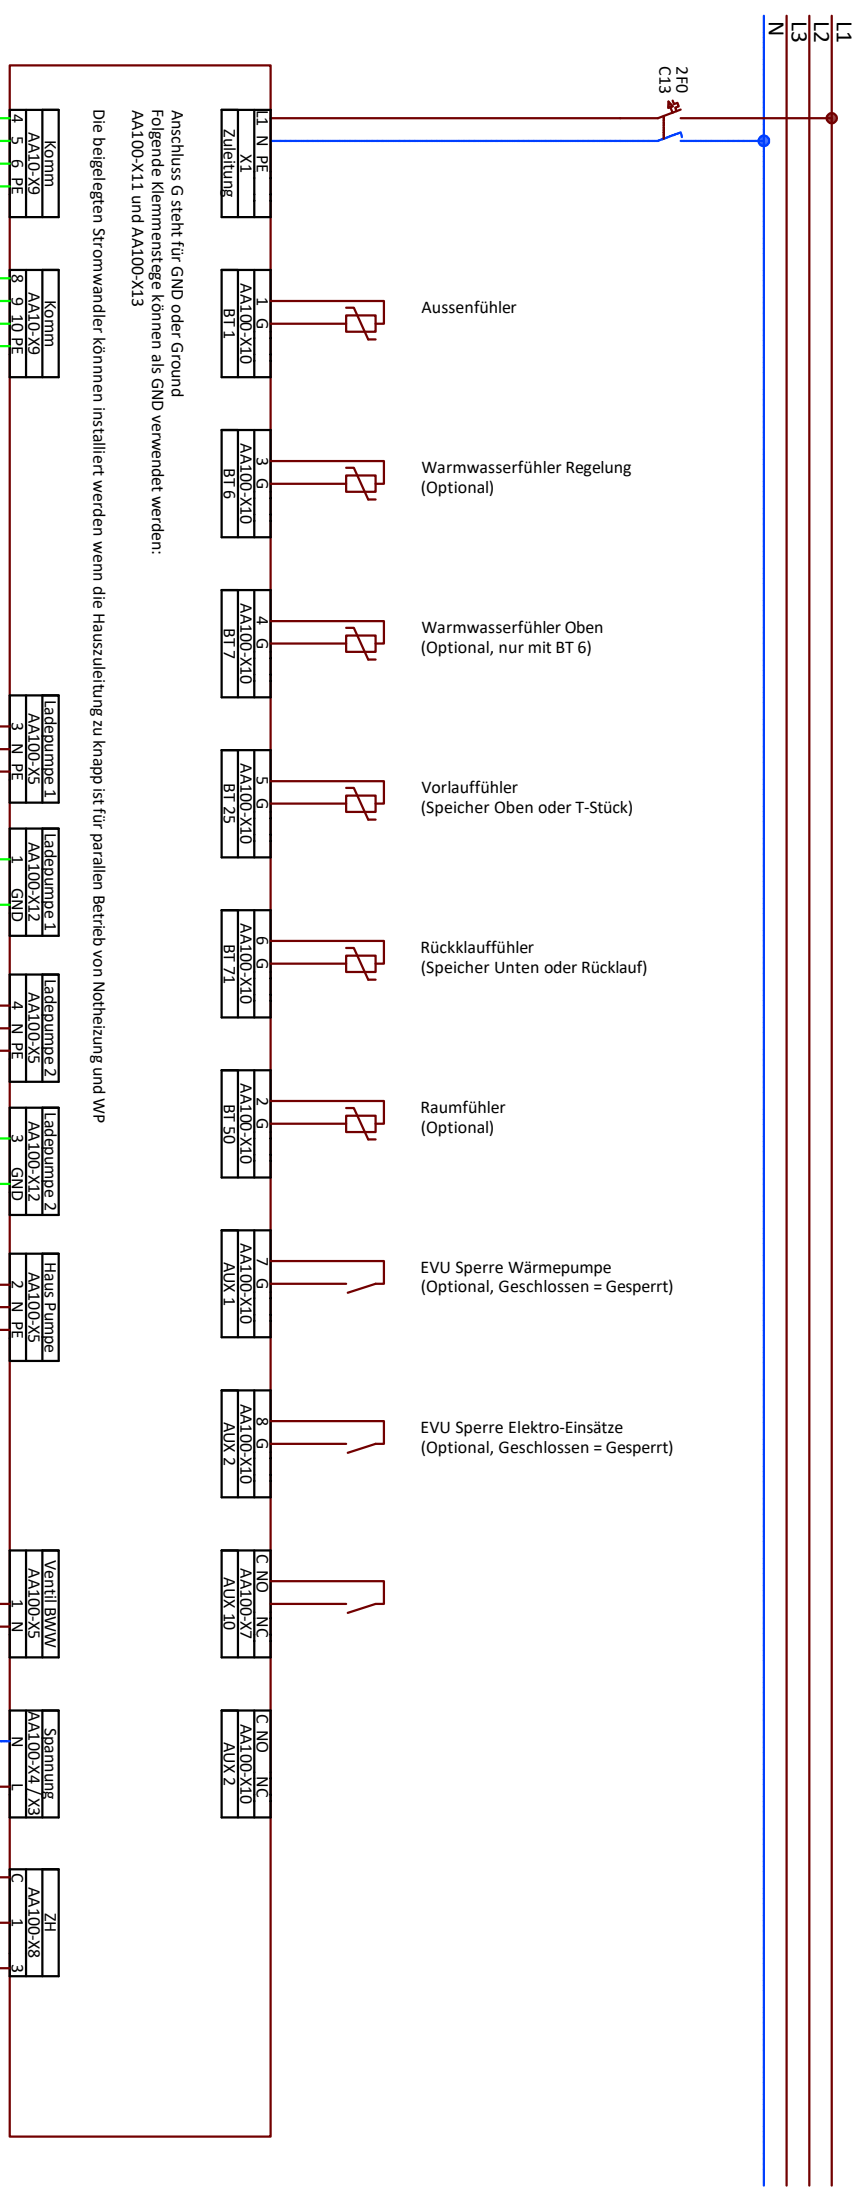 L1
L2
L3
N
2F0
C13
L1 N PE
X1
Zuleitung
1 G
AA100-X10
BT 1
Aussenfühler
3 G
AA100-X10
BT 6
Warmwasserfühler Regelung
(Optional)
4 G
AA100-X10
BT 7
Warmwasserfühler Oben
(Optional, nur mit BT 6)
5 G
AA100-X10
BT 25
Vorlauffühler
(Speicher Oben oder T-Stück)
6 G
AA100-X10
BT 71
Rückklauffühler
(Speicher Unten oder Rücklauf)
2 G
AA100-X10
BT 50
Raumfühler
(Optional)
7 G
AA100-X10
AUX 1
EVU Sperre Wärmepumpe
(Optional, Geschlossen = Gesperrt)
8 G
AA100-X10
AUX 2
EVU Sperre Elektro-Einsätze
(Optional, Geschlossen = Gesperrt)
C NO NC
AA100-X7
AUX 10
C NO NC
AA100-X10
AUX 2
Anschluss G steht für GND oder Ground
Folgende Klemmenstege können als GND verwendet werden:
AA100-X11 und AA100-X13
Die beigelegten Stromwandler könnnen installiert werden wenn die Hauszuleitung zu knapp ist für parallen Betrieb von Notheizung und WP
Komm
AA10-X9
4 5 6 PE
Komm
AA10-X9
8 9 10 PE
Ladepumpe 1
AA100-X5
3 N PE
Ladepumpe 1
AA100-X12
1 GND
Ladepumpe 2
AA100-X5
4 N PE
Ladepumpe 2
AA100-X12
3 GND
Haus Pumpe
AA100-X5
2 N PE
Ventil BWW
AA100-X5
1 N
Spannung
AA100-X4 / X3
N L
ZH
AA100-X8
C 1 3